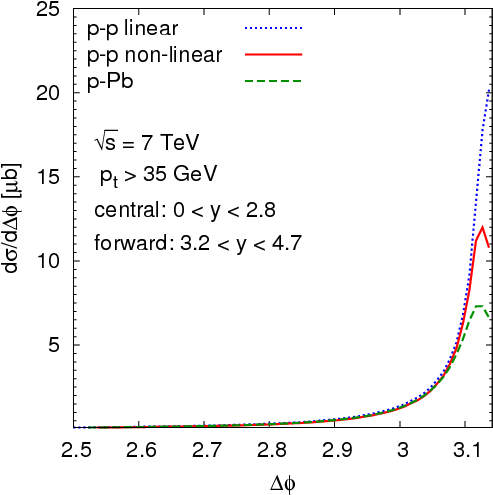 25
20
15
10
5
dσ/dΔϕ [μb]
p-p linear
p-p non-linear
p-Pb
√s = 7 TeV
pt > 35 GeV
central: 0 < y < 2.8
forward: 3.2 < y < 4.7
2.5 2.6 2.7 2.8 2.9 3 3.1
Δϕ